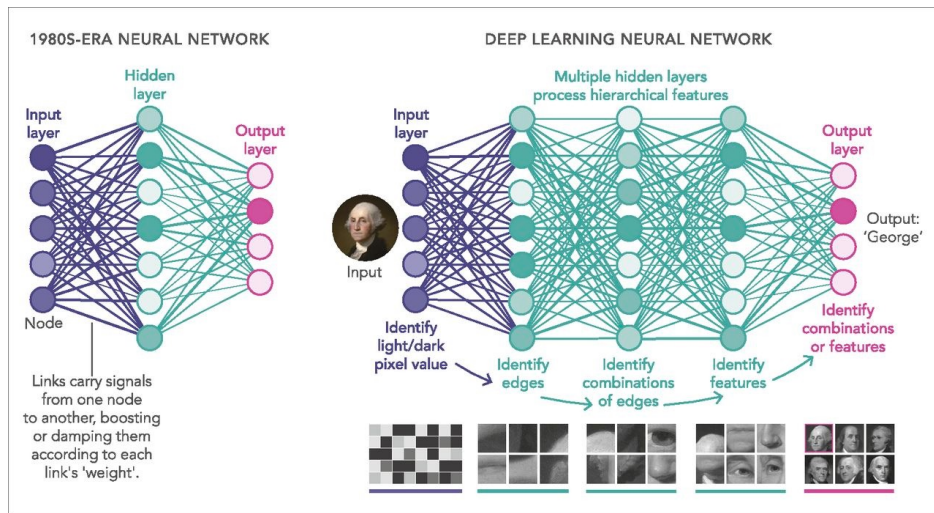 1980S-ERA NEURAL NETWORK
Hidden
layer
Input
layer
Output
layer
Node
Links carry signals
from one node
to another, boosting
or damping them
according to each
link's 'weight'.
DEEP LEARNING NEURAL NETWORK
Multiple hidden layers
process hierarchical features
Input
layer
Output
layer
Input
Output:
'George'
Identify
light/dark
pixel value
Identify
edges
Identify
combinations
of edges
Identify
features
Identify
combinations
or features